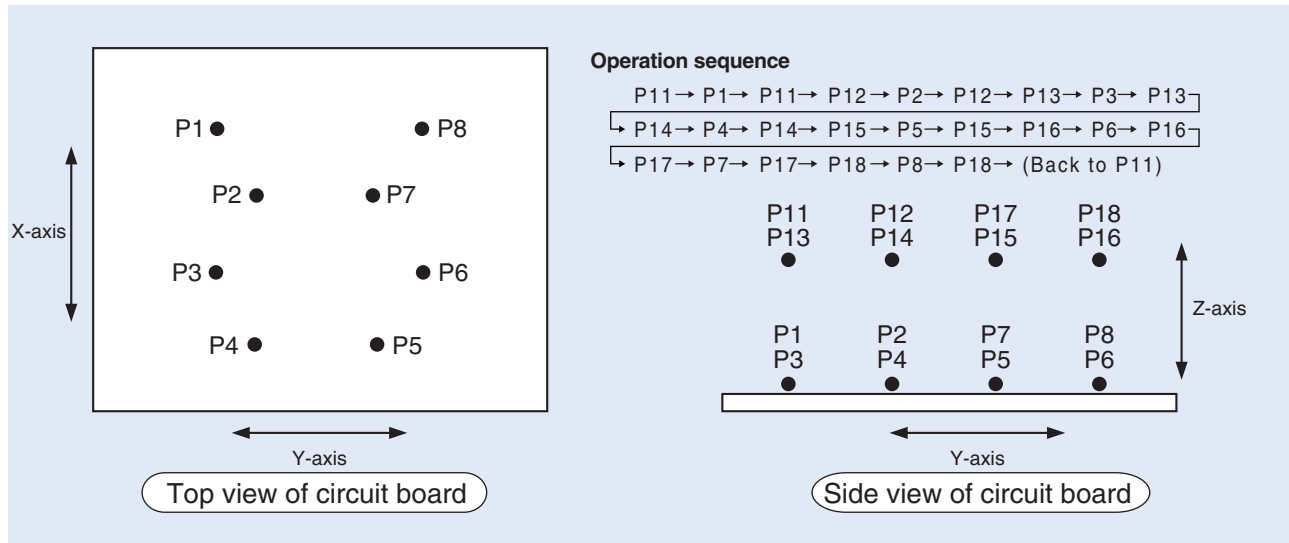 P1
P8
P2
P7
X-axis
P3
P6
P4
P5
Y-axis
Top view of circuit board
Operation sequence
P11→ P1→ P11→ P12→ P2→ P12→ P13→ P3→ P13
P14→ P4→ P14→ P15→ P5→ P15→ P16→ P6→ P16
P17→ P7→ P17→ P18→ P8→ P18→ (Back to P11)
P11 P12 P17 P18
P13 P14 P15 P16
Z-axis
P1 P2 P7 P8
P3 P4 P5 P6
Y-axis
Side view of circuit board